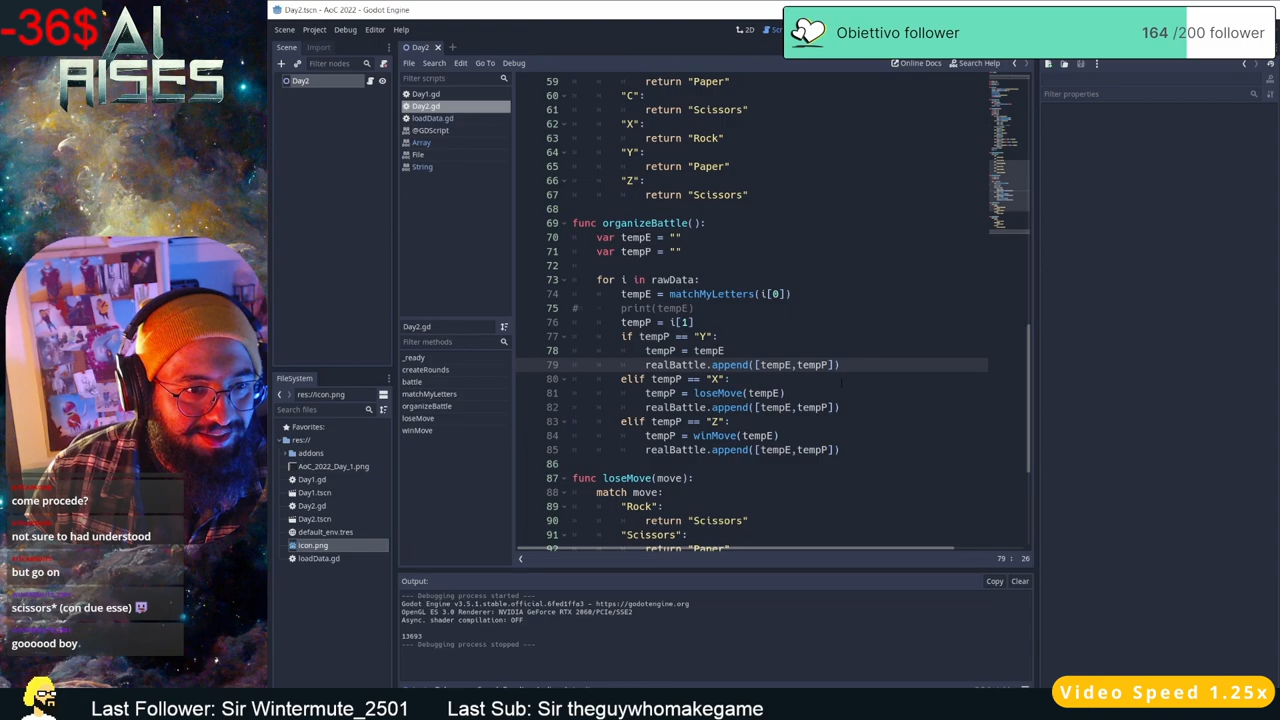 -36$
AI
RISES
Day2.tscn - AoC 2022 - Godot Engine
Scene Project Debug Editor Help
2D
Obiettivo follower 164 /200 follower
Scene Import
Filter nodes
Day2
Day2
File Search Edit Go To Debug
Online Docs Search Help
Filter scripts
Day1.gd
Day2.gd
loadData.gd
@GDScript
Array
File
String
Day2.gd
Filter methods
_ready
createRounds
battle
matchMyLetters
organizeBattle
loseMove
winMove
FileSystem
res://icon.png
Search files
Favorites:
res://
addons
AoC_2022_Day_1.png
Day1.gd
Day1.tscn
Day2.gd
Day2.tscn
default_env.tres
icon.png
loadData.gd
59 return "Paper"
60 "C":
61 return "Scissors"
62 "X":
63 return "Rock"
64 "Y":
65 return "Paper"
66 "Z":
67 return "Scissors"
68
69 func organizeBattle():
70 var tempE = ""
71 var tempP = ""
72
73 for i in rawData:
74 tempE = matchMyLetters(i[0])
75 # print(tempE)
76 tempP = i[1]
77 if tempP == "Y":
78 tempP = tempE
79 realBattle.append([tempE,tempP])
80 elif tempP == "X":
81 tempP = loseMove(tempE)
82 realBattle.append([tempE,tempP])
83 elif tempP == "Z":
84 tempP = winMove(tempE)
85 realBattle.append([tempE,tempP])
86
87 func loseMove(move):
88 match move:
89 "Rock":
90 return "Scissors"
91 "Scissors":
92 return "Paper"
79 : 26
Filter properties
Output:
Copy Clear
--- Debugging process started ---
Godot Engine v3.5.1.stable.official.6fed1ffa3 - https://godotengine.org
OpenGL ES 3.0 Renderer: NVIDIA GeForce RTX 2060/PCIe/SSE2
Async. shader compilation: OFF
13693
--- Debugging process stopped ---
come procede?
not sure to had understood
but go on
scissors* (con due esse)
goooood boy
Video Speed 1.25x
Last Follower: Sir Wintermute_2501 Last Sub: Sir theguywhomakegame